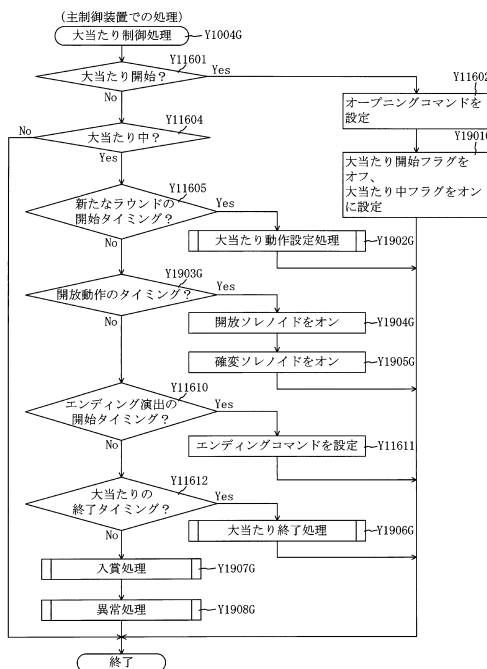 (主制御装置での処理)
大当たり制御処理
Y1004G
Y11601
大当たり開始?
Yes
No
Y11602
オープニングコマンドを
設定
Y1901G
大当たり開始フラグを
オフ、
大当たり中フラグをオン
に設定
Y11604
大当たり中?
No
Yes
Y11605
新たなラウンドの
開始タイミング?
Yes
No
大当たり動作設定処理
Y1902G
Y1903G
開放動作のタイミング?
Yes
No
開放ソレノイドをオン
Y1904G
確変ソレノイドをオン
Y1905G
Y11610
エンディング演出の
開始タイミング?
Yes
No
エンディングコマンドを設定
Y11611
Y11612
大当たりの
終了タイミング?
Yes
No
大当たり終了処理
Y1906G
入賞処理
Y1907G
異常処理
Y1908G
終了